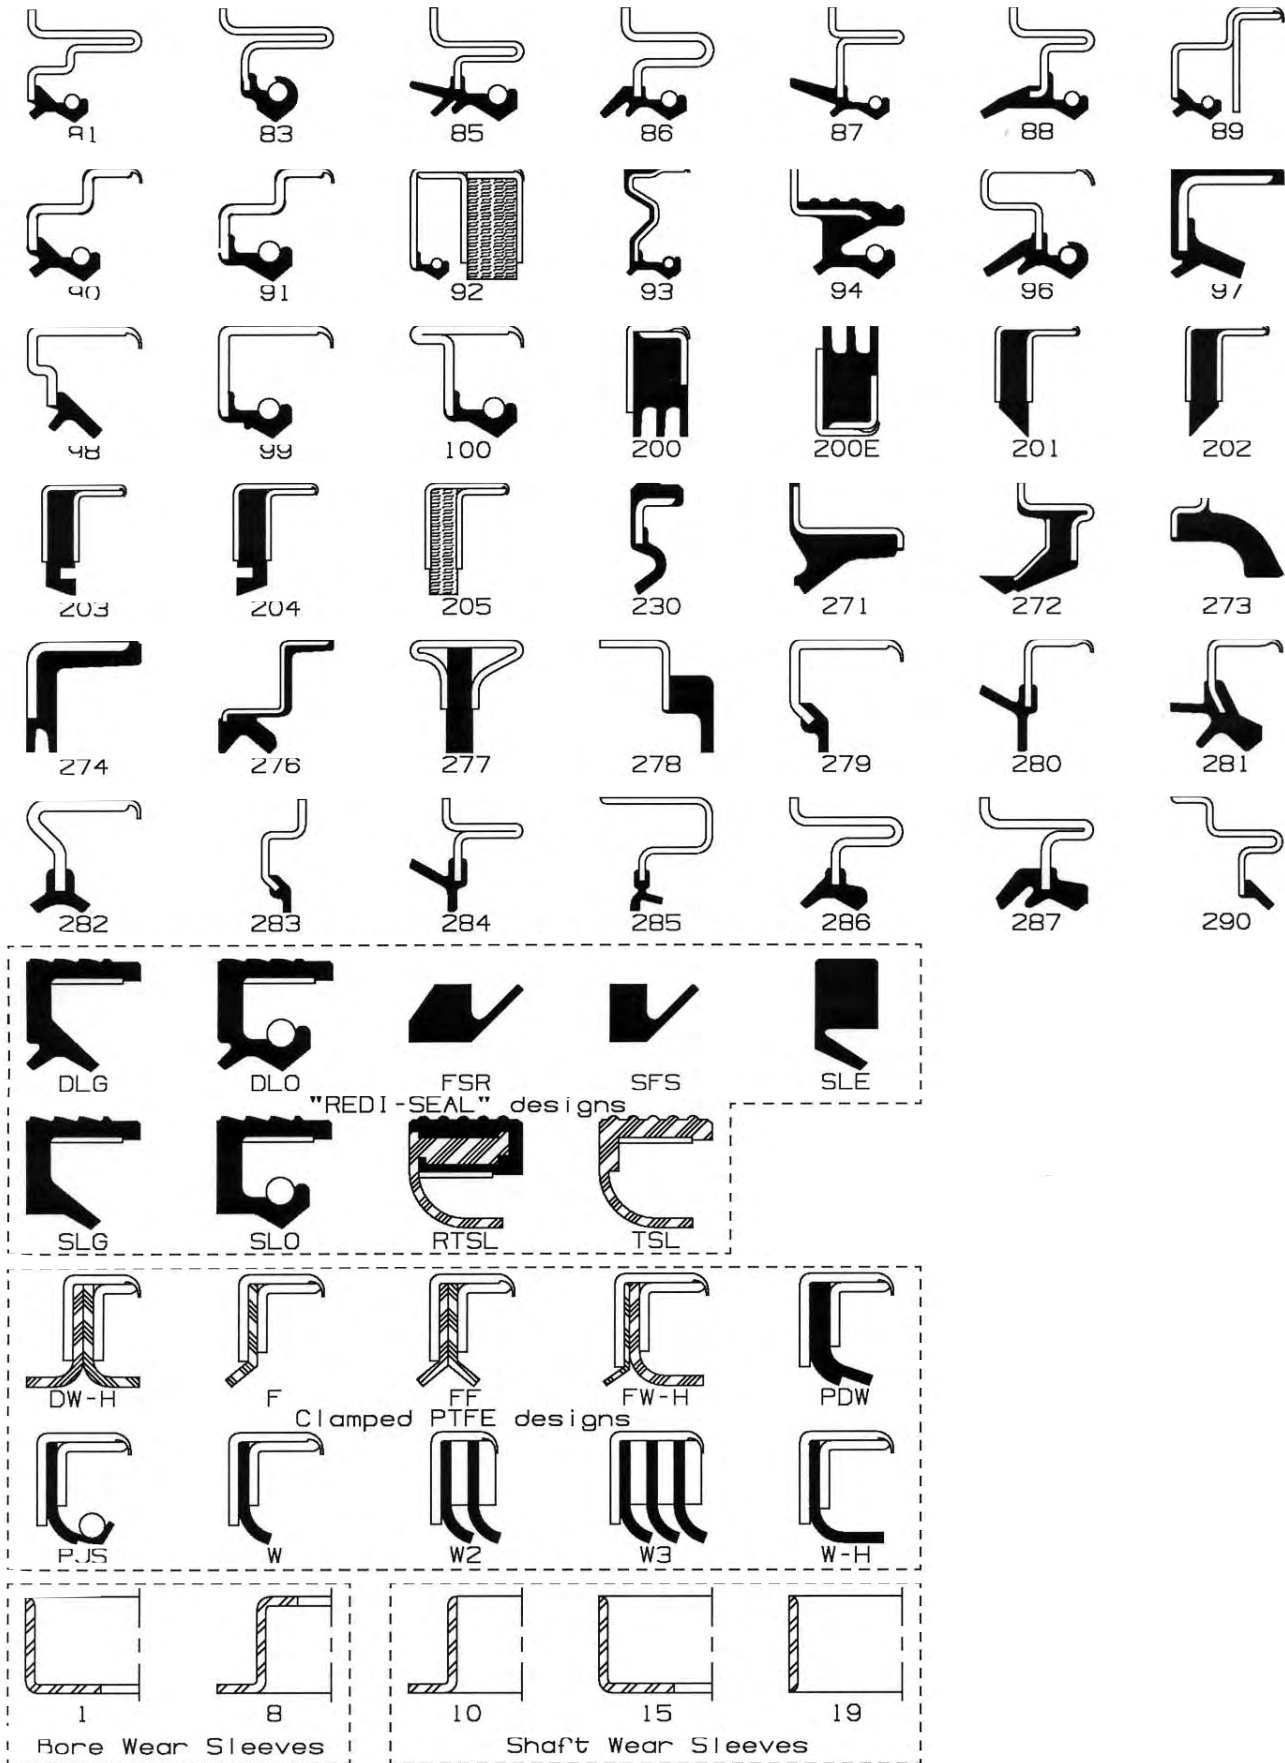 81 83 85 86 87 88 89
90 91 92 93 94 96 97
98 99 100 200 200E 201 202
203 204 205 230 271 272 273
274 276 277 278 279 280 281
282 283 284 285 286 287 290
DLG DLO FSR SFS SLE
"REDI-SEAL" designs
SLG SLO RTSL TSL
DW-H F FF FW-H PDW
Clamped PTFE designs
PJS W W2 W3 W-H
1 8 10 15 19
Bore Wear Sleeves Shaft Wear Sleeves